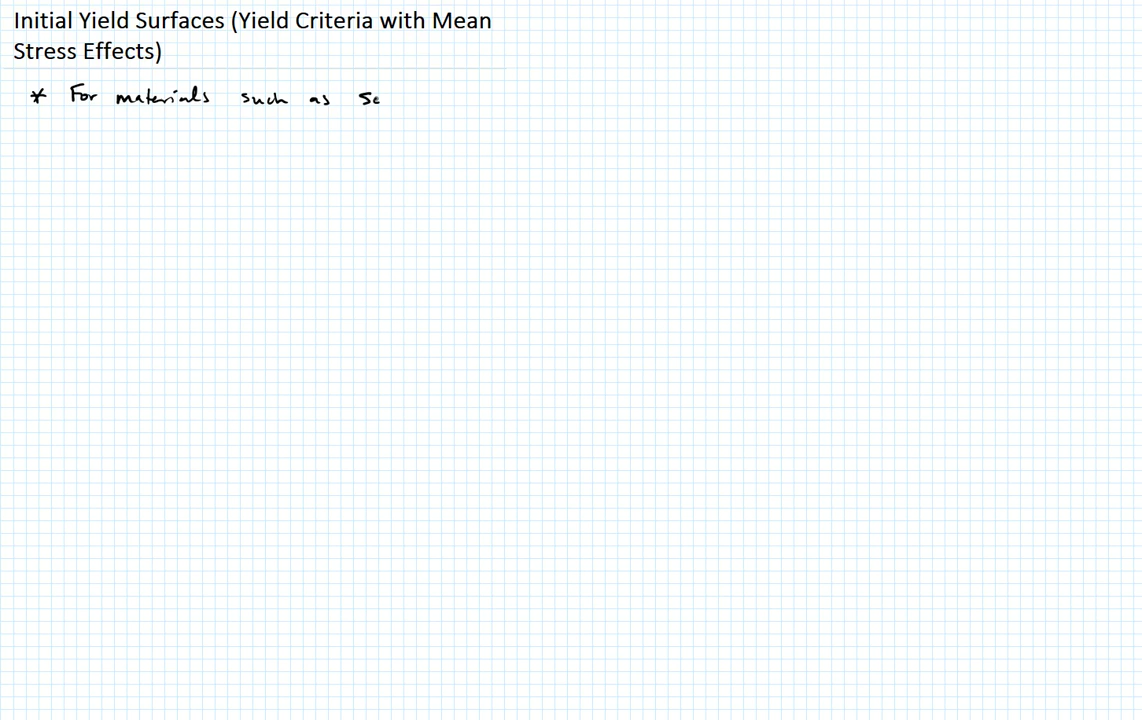 Initial Yield Surfaces (Yield Criteria with Mean
Stress Effects)
* For materials such as